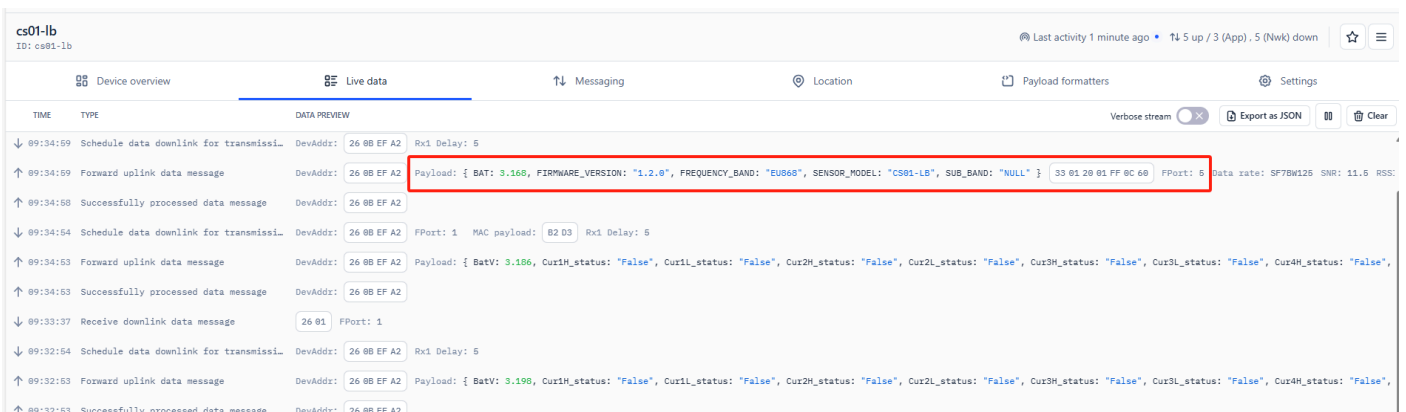 cs01-lb
ID: cs01-lb
Last activity 1 minute ago • ↑↓ 5 up / 3 (App) , 5 (Nwk) down
Device overview Live data Messaging Location Payload formatters Settings
TIME TYPE DATA PREVIEW Verbose stream Export as JSON Clear
↓ 09:34:59 Schedule data downlink for transmissi… DevAddr: 26 0B EF A2 Rx1 Delay: 5
↑ 09:34:59 Forward uplink data message DevAddr: 26 0B EF A2 Payload: { BAT: 3.168, FIRMWARE_VERSION: "1.2.0", FREQUENCY_BAND: "EU868", SENSOR_MODEL: "CS01-LB", SUB_BAND: "NULL" } 33 01 20 01 FF 0C 60 FPort: 5 Data rate: SF7BW125 SNR: 11.5 RSSI
↑ 09:34:58 Successfully processed data message DevAddr: 26 0B EF A2
↓ 09:34:54 Schedule data downlink for transmissi… DevAddr: 26 0B EF A2 FPort: 1 MAC payload: B2 D3 Rx1 Delay: 5
↑ 09:34:53 Forward uplink data message DevAddr: 26 0B EF A2 Payload: { BatV: 3.186, Cur1H_status: "False", Cur1L_status: "False", Cur2H_status: "False", Cur2L_status: "False", Cur3H_status: "False", Cur3L_status: "False", Cur4H_status: "False",
↑ 09:34:53 Successfully processed data message DevAddr: 26 0B EF A2
↓ 09:33:37 Receive downlink data message 26 01 FPort: 1
↓ 09:32:54 Schedule data downlink for transmissi… DevAddr: 26 0B EF A2 Rx1 Delay: 5
↑ 09:32:53 Forward uplink data message DevAddr: 26 0B EF A2 Payload: { BatV: 3.198, Cur1H_status: "False", Cur1L_status: "False", Cur2H_status: "False", Cur2L_status: "False", Cur3H_status: "False", Cur3L_status: "False", Cur4H_status: "False",
↑ 09:32:53 Successfully processed data message DevAddr: 26 0B EF A2